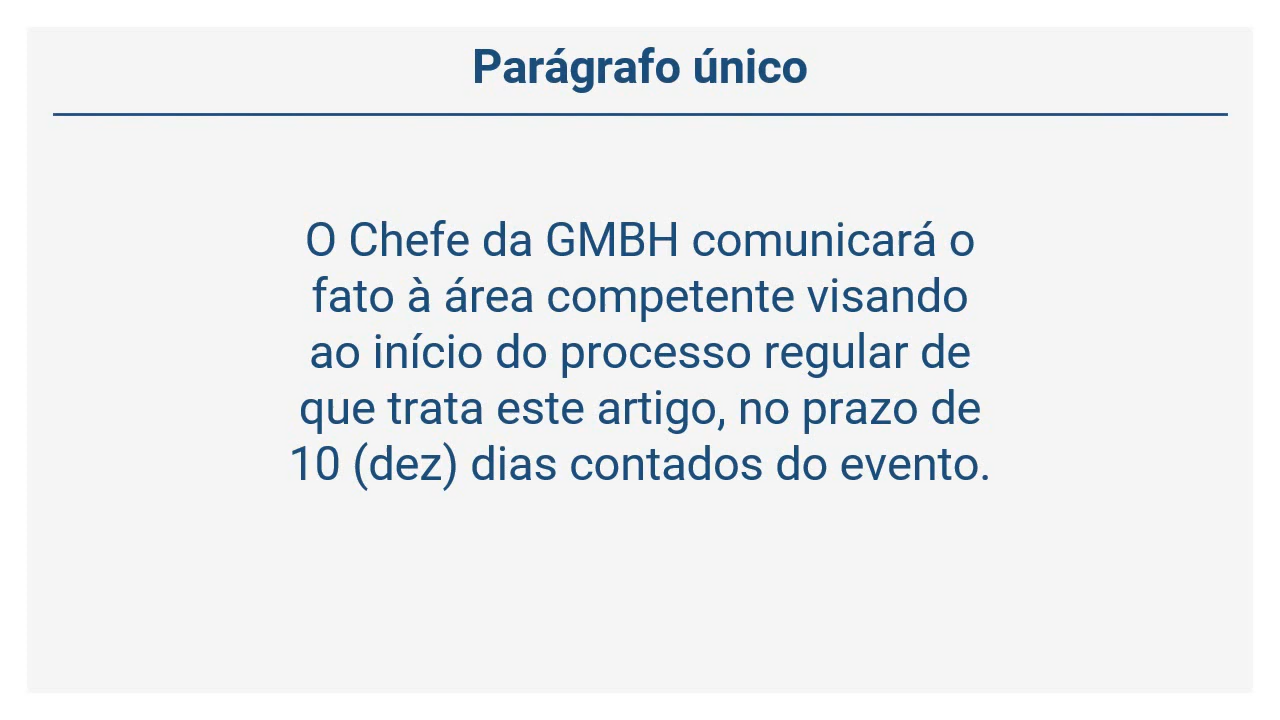 Parágrafo único
O Chefe da GMBH comunicará o
fato à área competente visando
ao início do processo regular de
que trata este artigo, no prazo de
10 (dez) dias contados do evento.